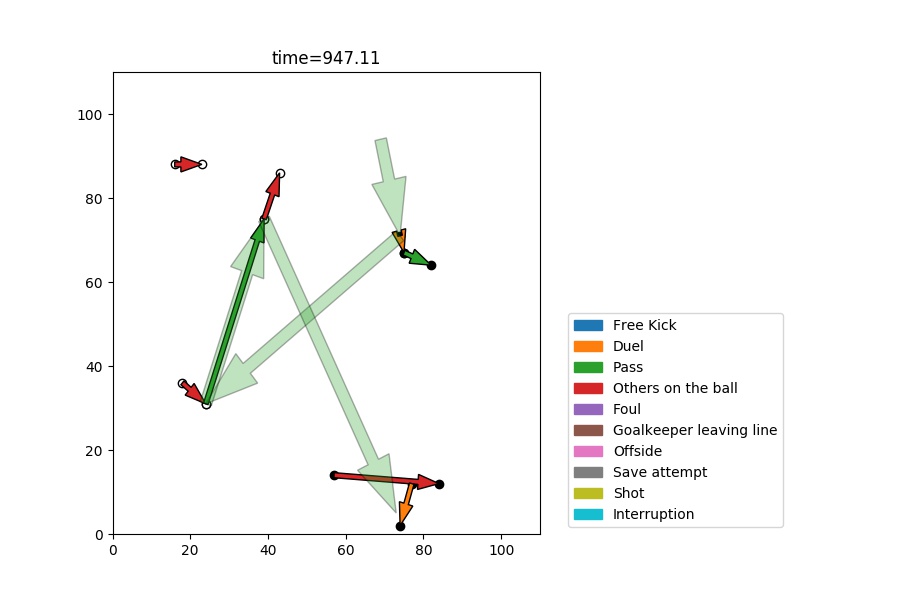 time=947.11
100
80
60
40
20
0
0 20 40 60 80 100
Free Kick
Duel
Pass
Others on the ball
Foul
Goalkeeper leaving line
Offside
Save attempt
Shot
Interruption